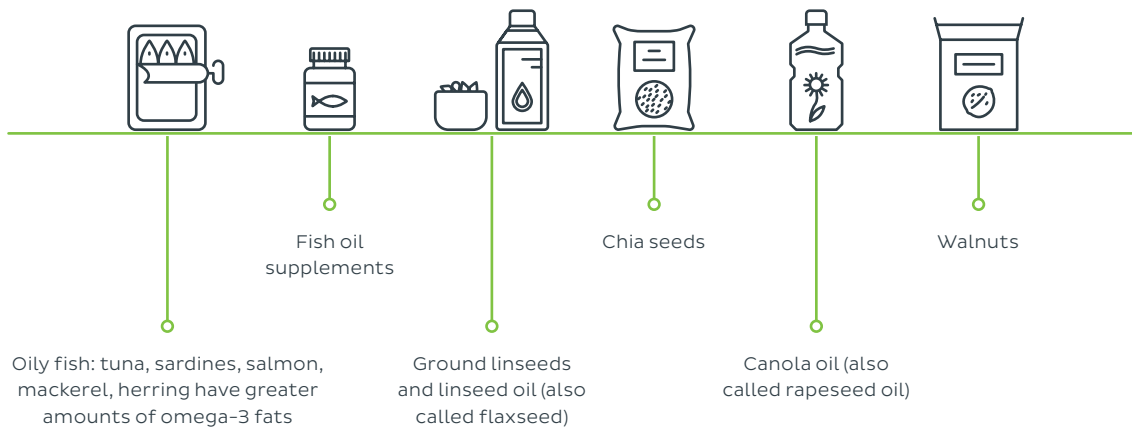 Fish oil
supplements
Chia seeds
Walnuts
Oily fish: tuna, sardines, salmon,
mackerel, herring have greater
amounts of omega-3 fats
Ground linseeds
and linseed oil (also
called flaxseed)
Canola oil (also
called rapeseed oil)